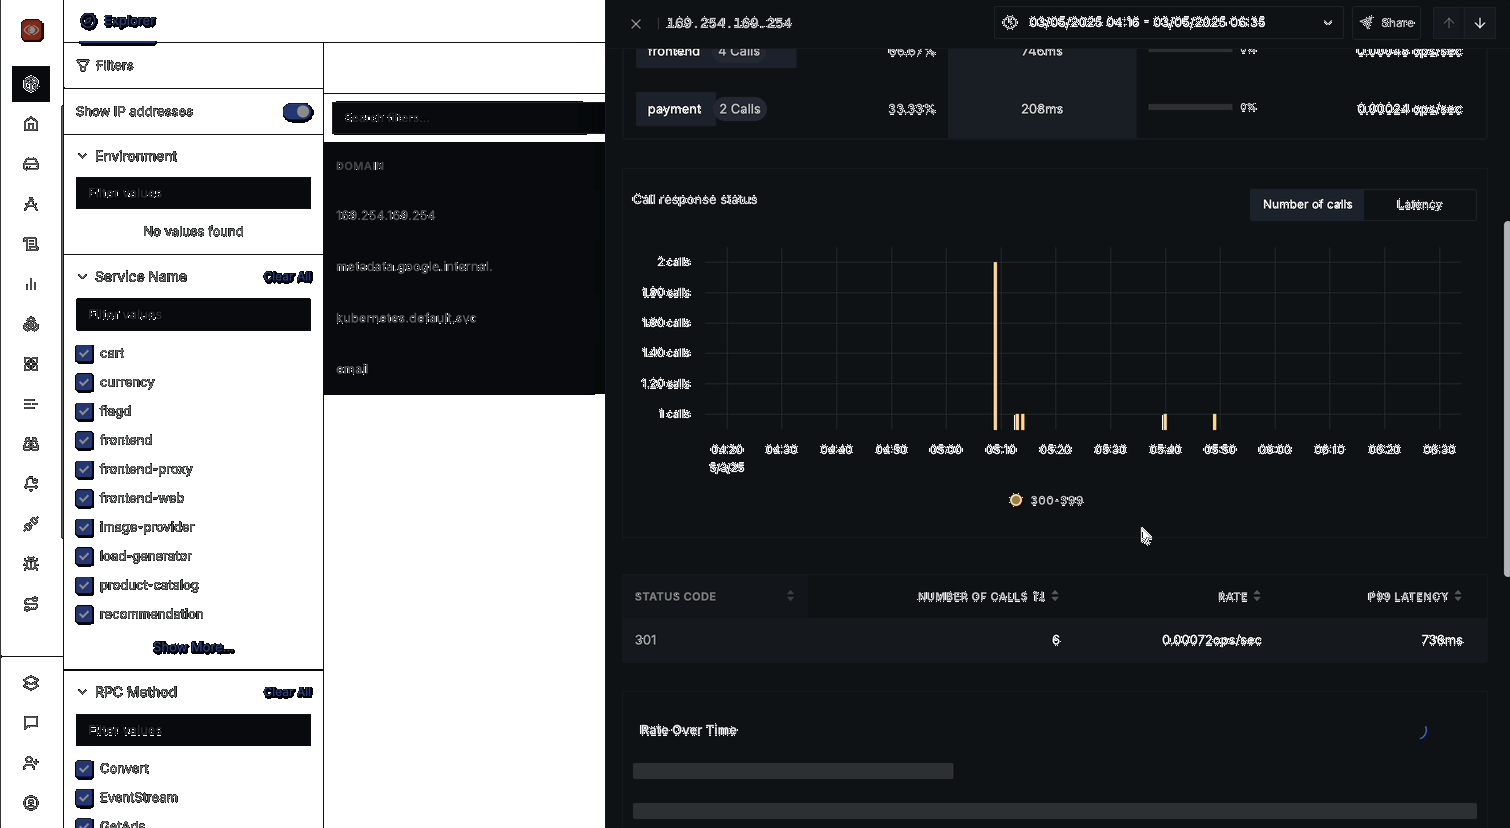 Explorer
Filters
Show IP addresses
Environment
Filter values
No values found
Service Name Clear All
Filter values
cart
currency
flagd
frontend
frontend-proxy
frontend-web
image-provider
load-generator
product-catalog
recommendation
Show More...
RPC Method Clear All
Filter values
Convert
EventStream
GetAds
Search filters...
DOMAIN
169.254.169.254
metadata.google.internal.
kubernetes.default.svc
email
169.254.169.254
03/05/2025 04:16 - 03/05/2025 06:35
Share
frontend 4 Calls 66.67% 746ms 0% 0.00048 ops/sec
payment 2 Calls 33.33% 208ms 0% 0.00024 ops/sec
Call response status
Number of calls Latency
2 calls
1.80 calls
1.60 calls
1.40 calls
1.20 calls
1 calls
04:20 04:30 04:40 04:50 05:00 05:10 05:20 05:30 05:40 05:50 06:00 06:10 06:20 06:30
300-399
STATUS CODE NUMBER OF CALLS RATE P99 LATENCY
301 6 0.00072ops/sec 736ms
Rate Over Time